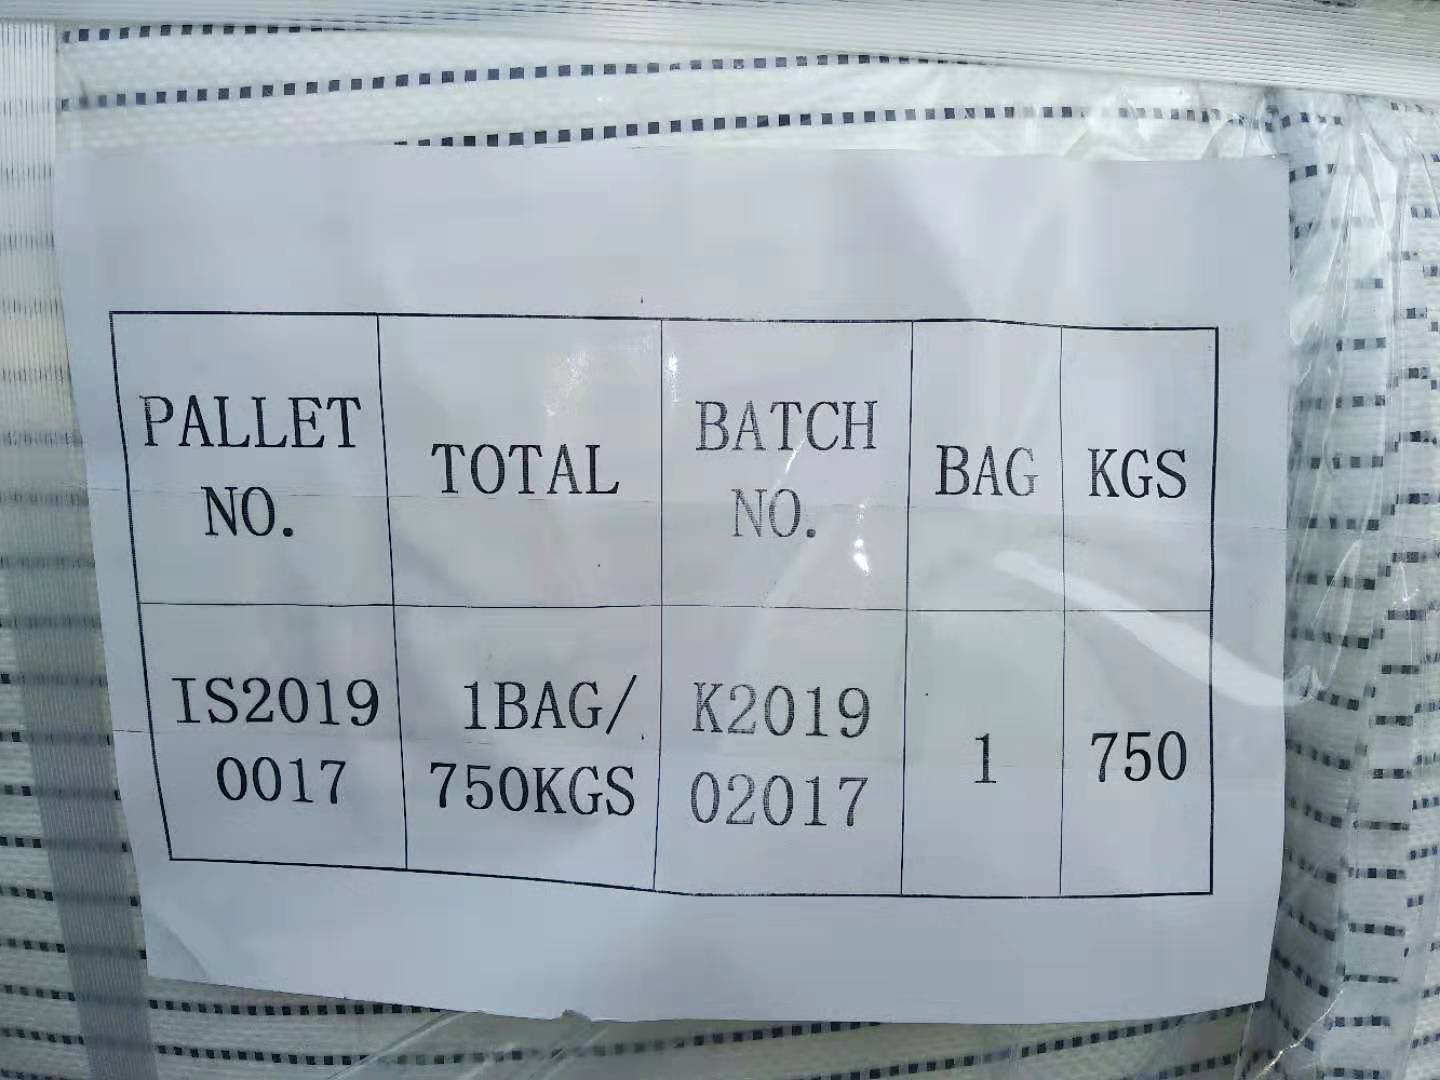 PALLET
NO.
TOTAL
BATCH
NO.
BAG
KGS
IS2019
0017
1BAG/
750KGS
K2019
02017
1
750